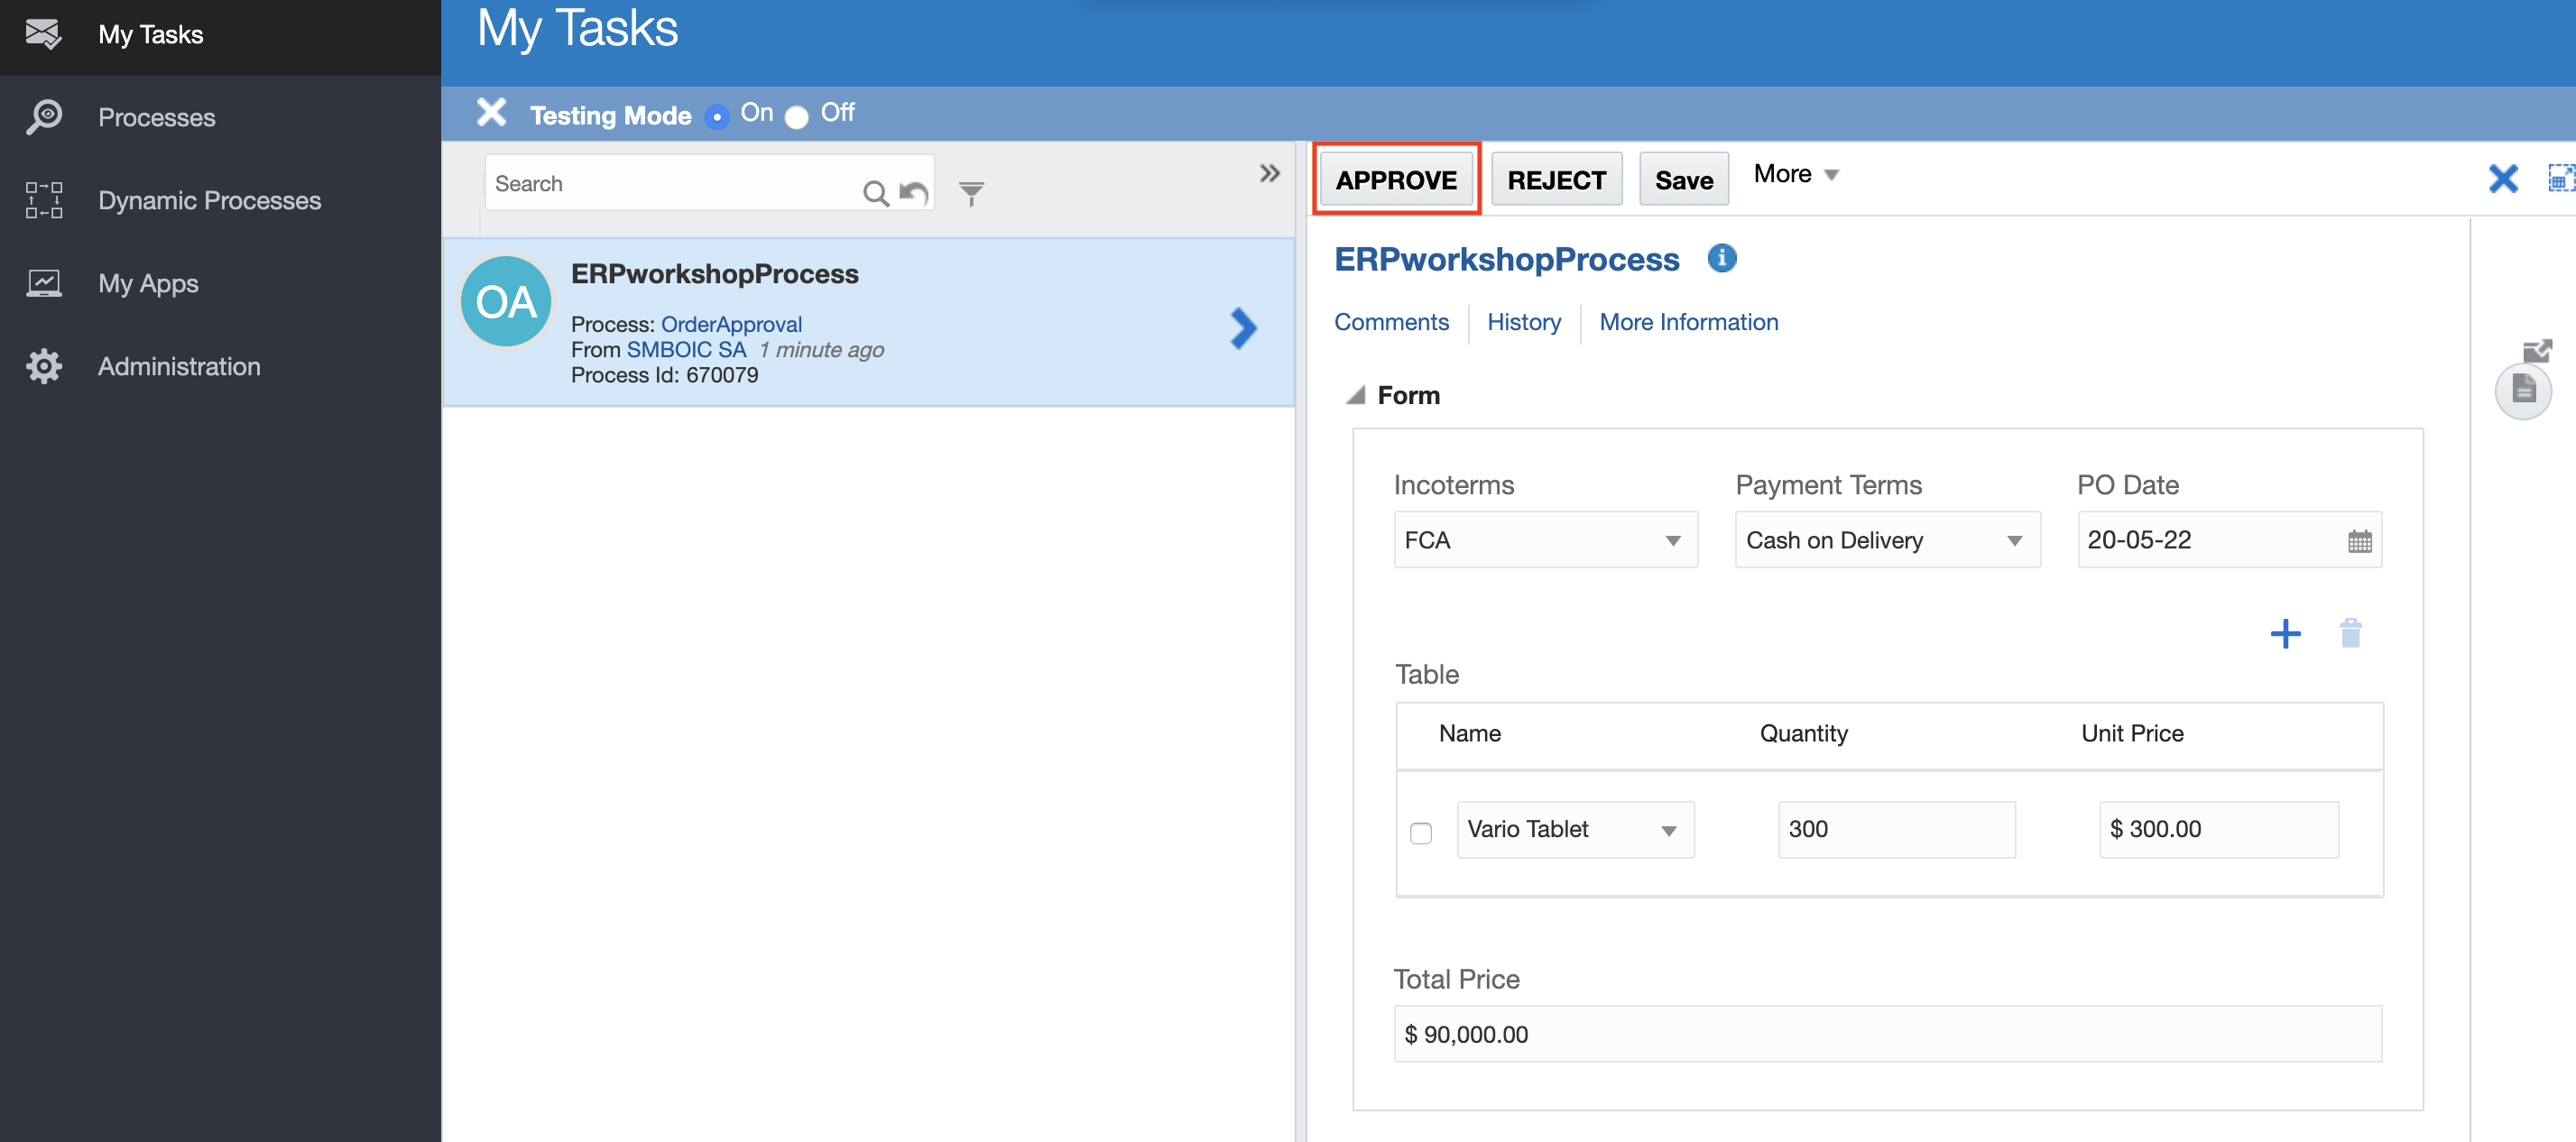 My Tasks
Processes
Dynamic Processes
My Apps
Administration
My Tasks
Testing Mode On Off
Search
OA
ERPworkshopProcess
Process: OrderApproval
From SMBOIC SA 1 minute ago
Process Id: 670079
APPROVE REJECT Save More
ERPworkshopProcess i
Comments History More Information
Form
Incoterms Payment Terms PO Date
FCA Cash on Delivery 20-05-22
Table
Name Quantity Unit Price
Vario Tablet 300 $ 300.00
Total Price
$ 90,000.00